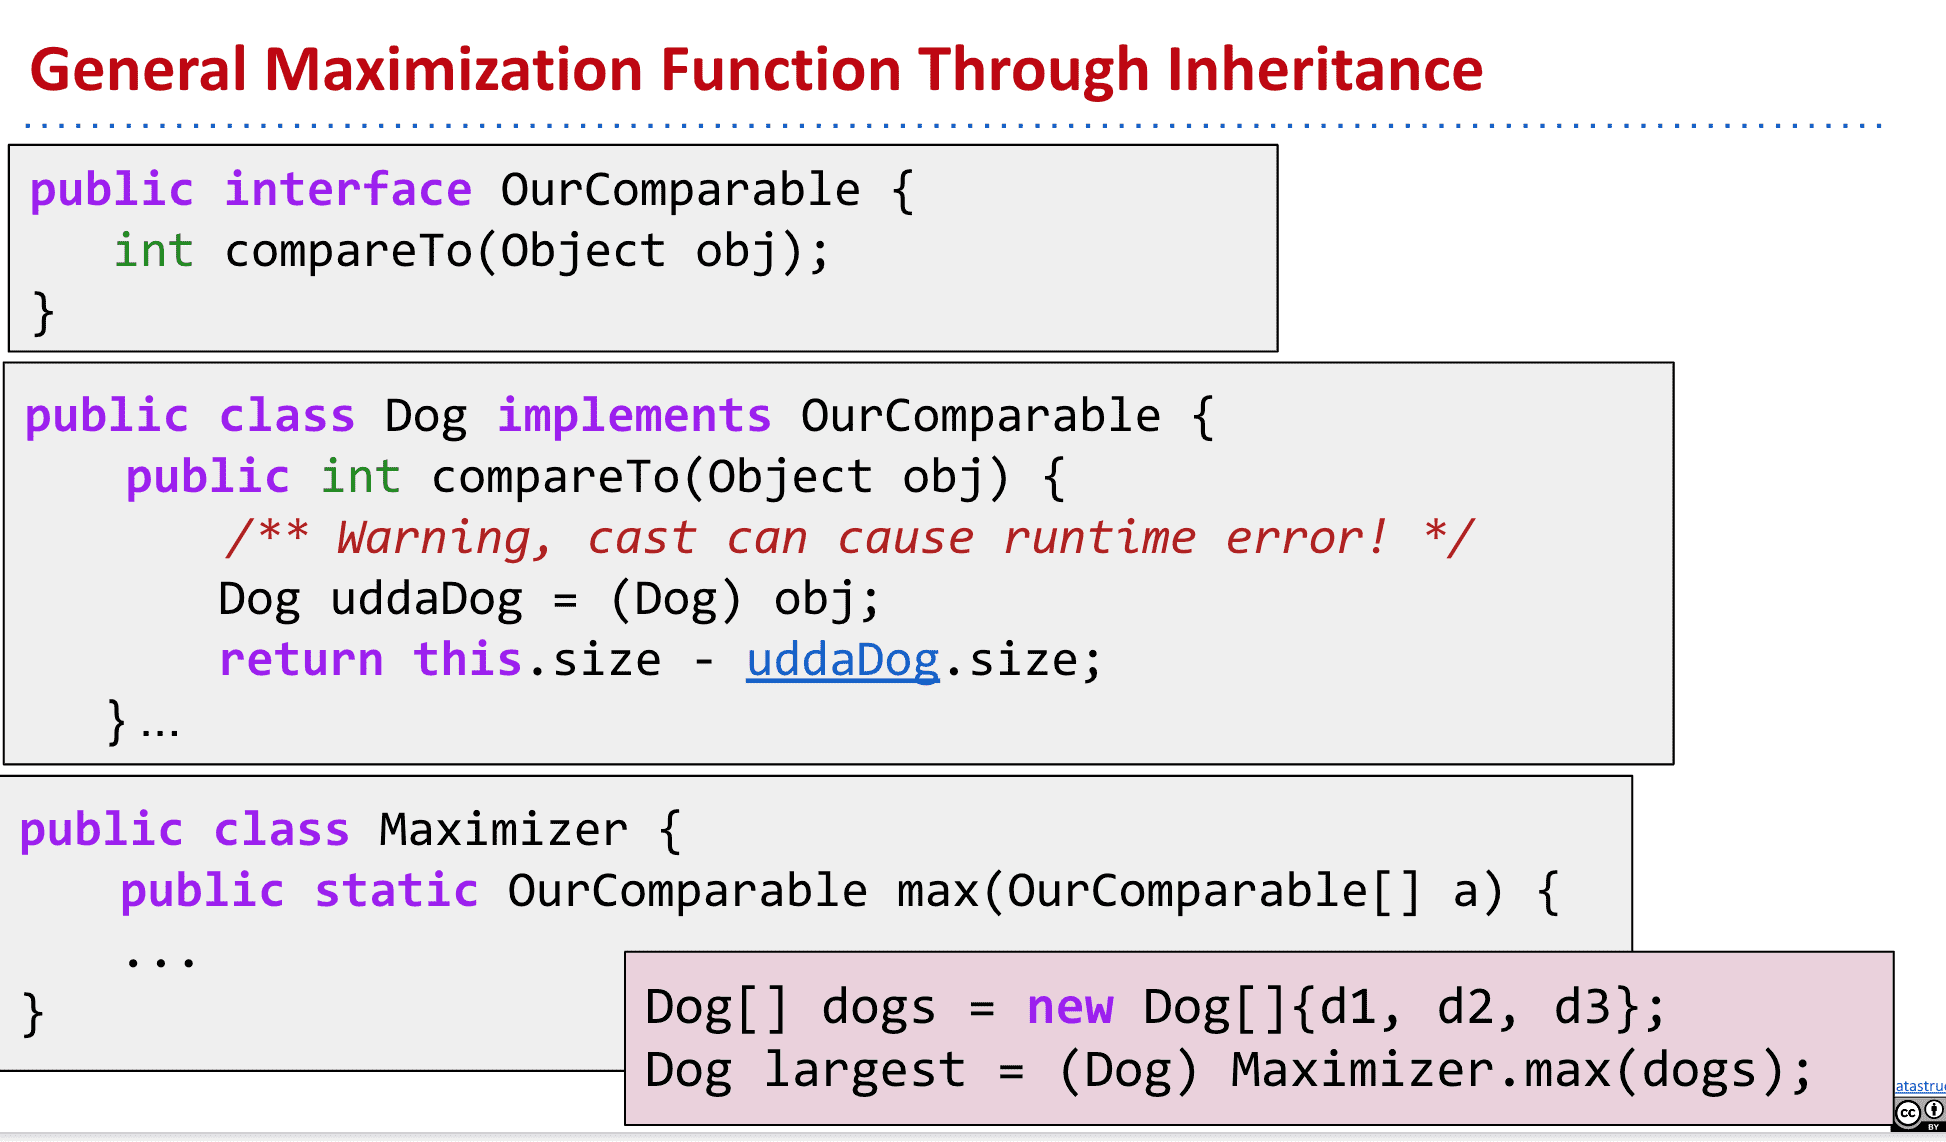 General Maximization Function Through Inheritance
public interface OurComparable {
int compareTo(Object obj);
}
public class Dog implements OurComparable {
public int compareTo(Object obj) {
/** Warning, cast can cause runtime error! */
Dog uddaDog = (Dog) obj;
return this.size - uddaDog.size;
} ...
public class Maximizer {
public static OurComparable max(OurComparable[] a) {
...
}
Dog[] dogs = new Dog[]{d1, d2, d3};
Dog largest = (Dog) Maximizer.max(dogs);
atastruc
cc
BY